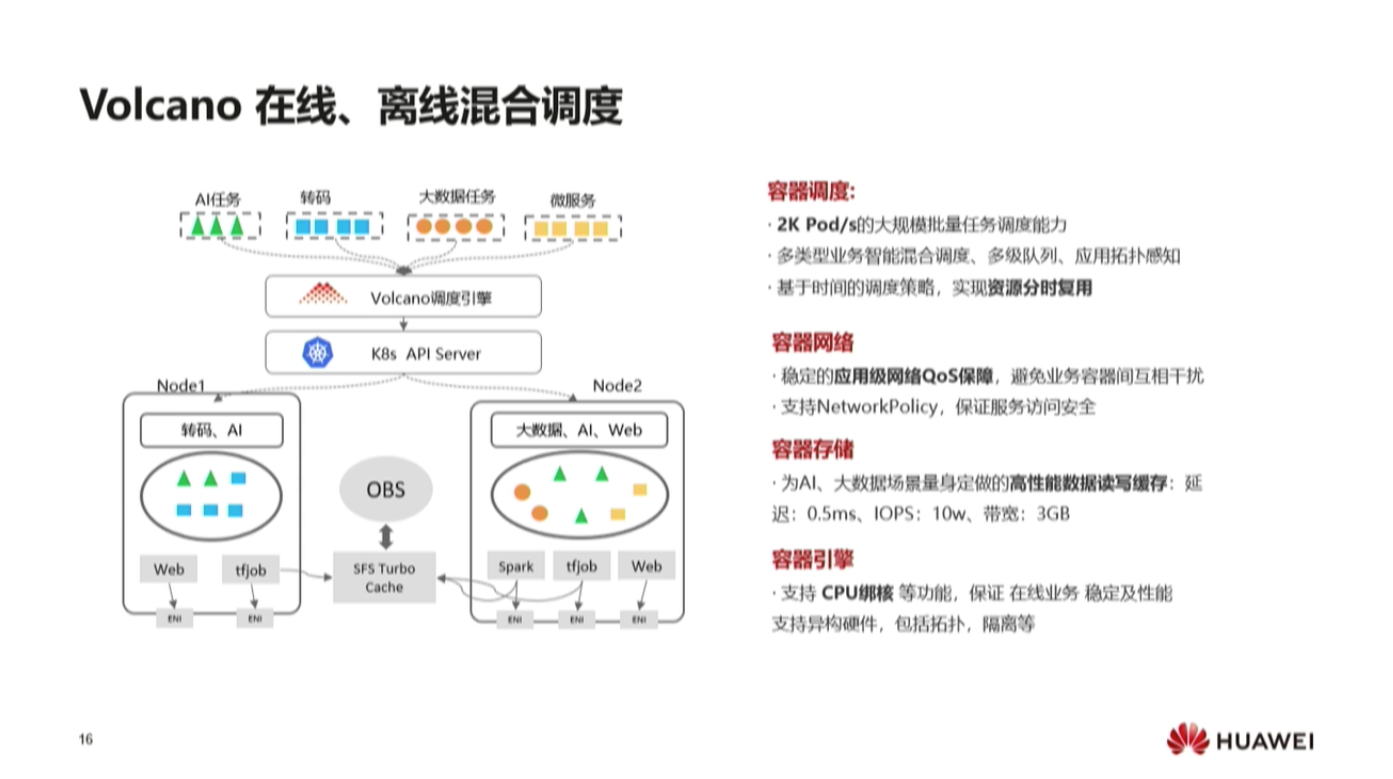 Volcano 在线、离线混合调度
AI任务
转码
大数据任务
微服务
Volcano调度引擎
K8s API Server
Node1
Node2
转码、AI
大数据、AI、Web
OBS
Web
tfjob
SFS Turbo
Cache
Spark
tfjob
Web
ENI
ENI
ENI
ENI
ENI
容器调度:
· 2K Pod/s的大规模批量任务调度能力
· 多类型业务智能混合调度、多级队列、应用拓扑感知
· 基于时间的调度策略，实现资源分时复用
容器网络
· 稳定的应用级网络QoS保障，避免业务容器间互相干扰
· 支持NetworkPolicy，保证服务访问安全
容器存储
· 为AI、大数据场景量身定做的高性能数据读写缓存：延
迟：0.5ms、IOPS：10w、带宽：3GB
容器引擎
· 支持 CPU绑核 等功能，保证 在线业务 稳定及性能
支持异构硬件，包括拓扑，隔离等
16
HUAWEI